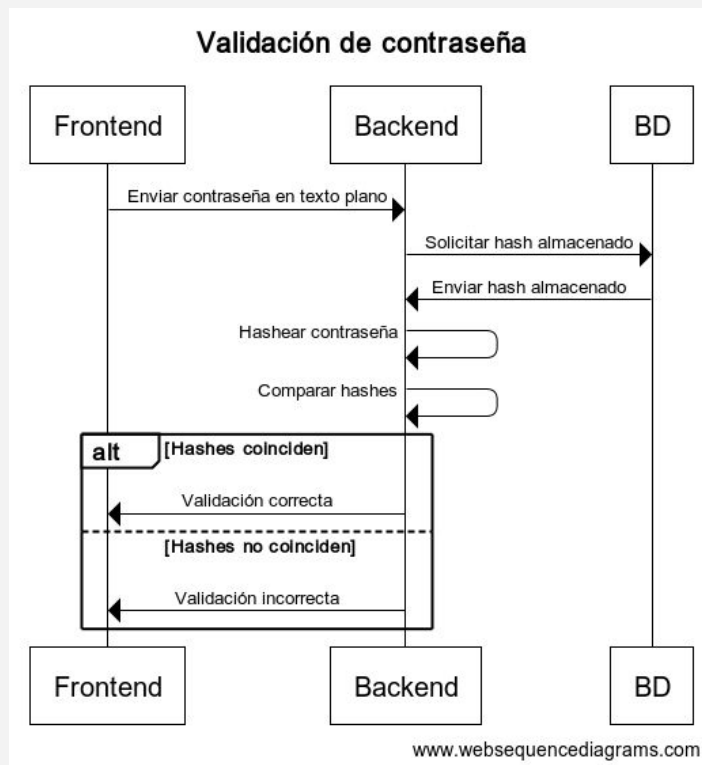 Validación de contraseña
Frontend
Backend
BD
Enviar contraseña en texto plano
Solicitar hash almacenado
Enviar hash almacenado
Hashear contraseña
Comparar hashes
alt
[Hashes coinciden]
Validación correcta
[Hashes no coinciden]
Validación incorrecta
Frontend
Backend
BD
www.websequencediagrams.com